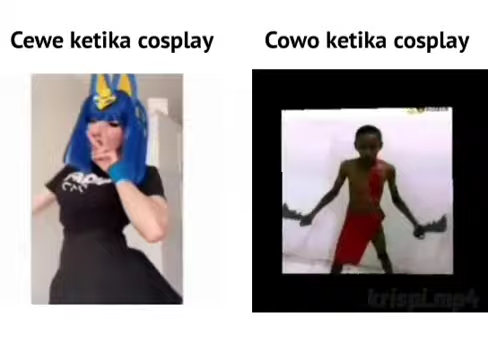 Cewe ketika cosplay
Cowo ketika cosplay
krispi.mp4